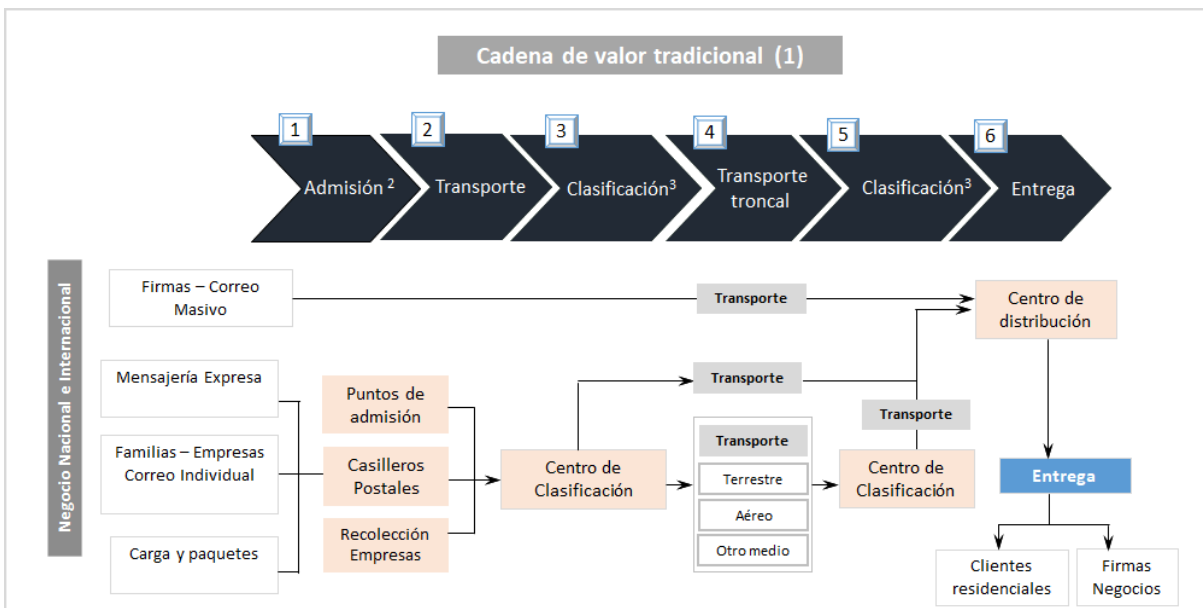 Cadena de valor tradicional (1)
1
2
3
4
5
6
Admisión 2
Transporte
Clasificación3
Transporte
troncal
Clasificación3
Entrega
Negocio Nacional e Internacional
Firmas – Correo
Masivo
Transporte
Centro de
distribución
Mensajería Expresa
Puntos de
admisión
Transporte
Transporte
Familias – Empresas
Correo Individual
Casilleros
Postales
Centro de
Clasificación
Transporte
Terrestre
Aéreo
Otro medio
Centro de
Clasificación
Entrega
Carga y paquetes
Recolección
Empresas
Clientes
residenciales
Firmas
Negocios